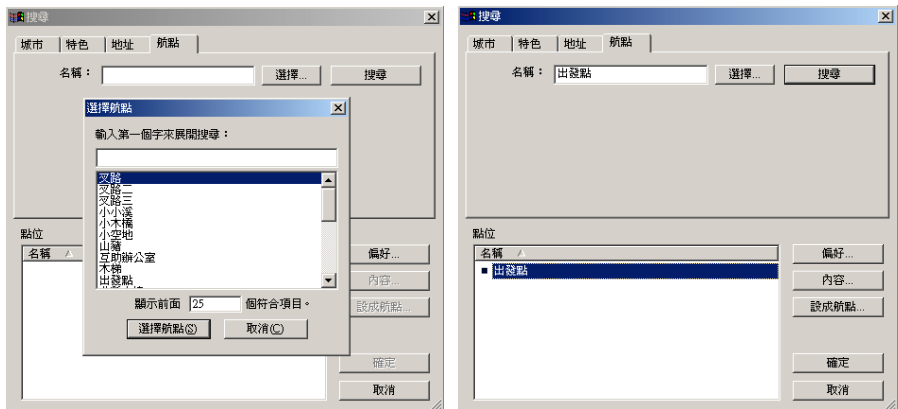 搜尋
城市 特色 地址 航點
名稱： 選擇... 搜尋
選擇航點
輸入第一個字來展開搜尋：
叉路
叉路二
叉路三
小小溪
小木橋
小空地
山豬
互助辦公室
木梯
出發點
顯示前面 25 個符合項目。
選擇航點(S) 取消(C)
點位
名稱
偏好...
內容...
設成航點...
確定
取消
搜尋
城市 特色 地址 航點
名稱： 出發點 選擇... 搜尋
點位
名稱
出發點
偏好...
內容...
設成航點...
確定
取消